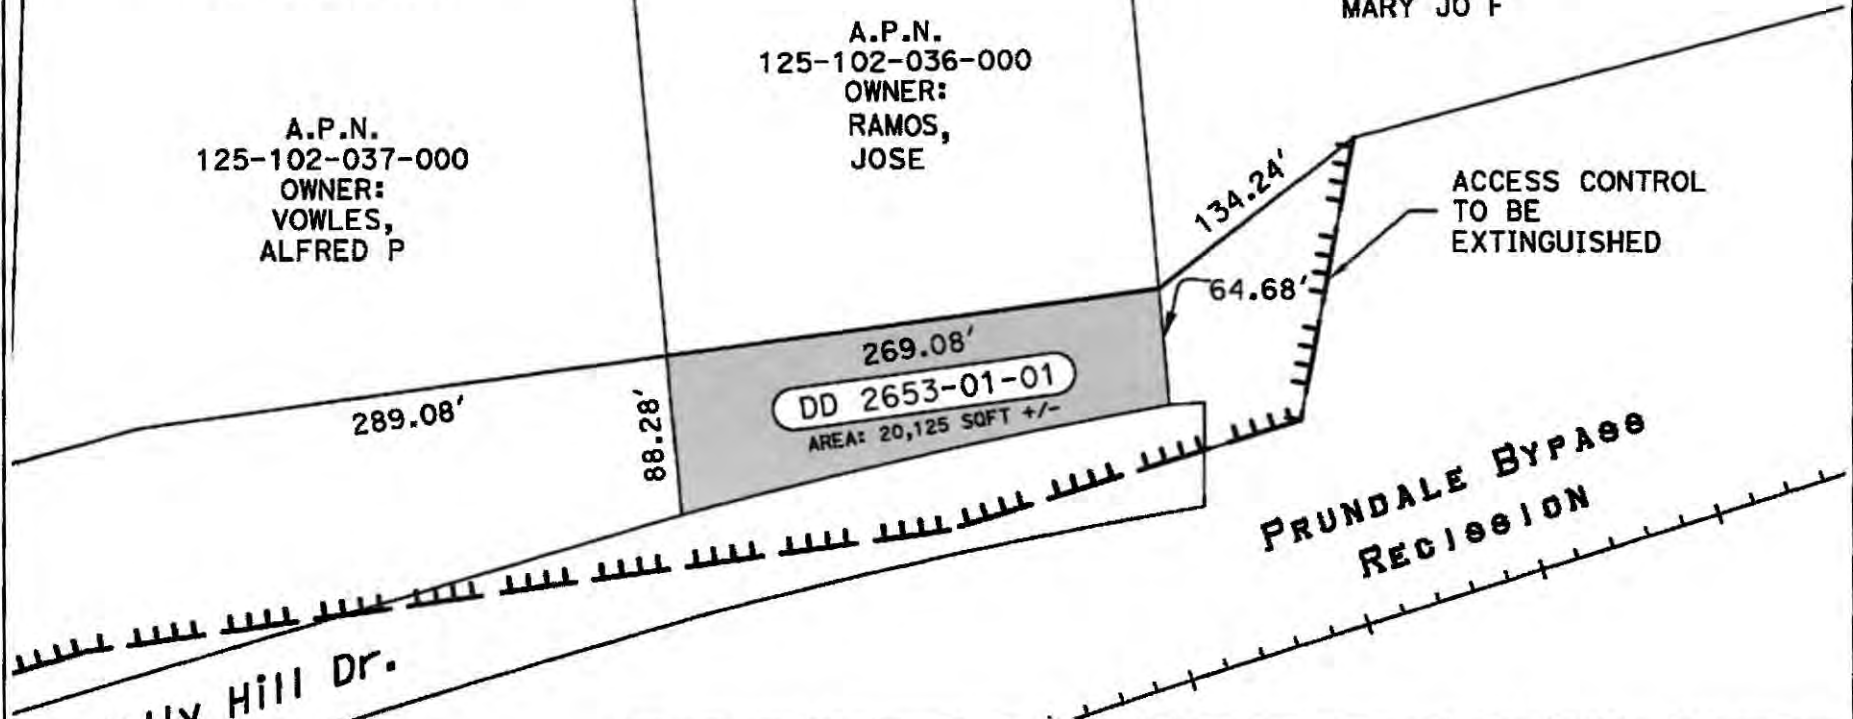 MARY JO F
A.P.N.
125-102-036-000
OWNER:
RAMOS,
JOSE
A.P.N.
125-102-037-000
OWNER:
VOWLES,
ALFRED P
134.24'
ACCESS CONTROL
TO BE
EXTINGUISHED
64.68'
269.08'
DD 2653-01-01
AREA: 20,125 SQFT +/-
289.08'
88.28'
PRUNDALE BYPASS
RECISSION
Hill Dr.